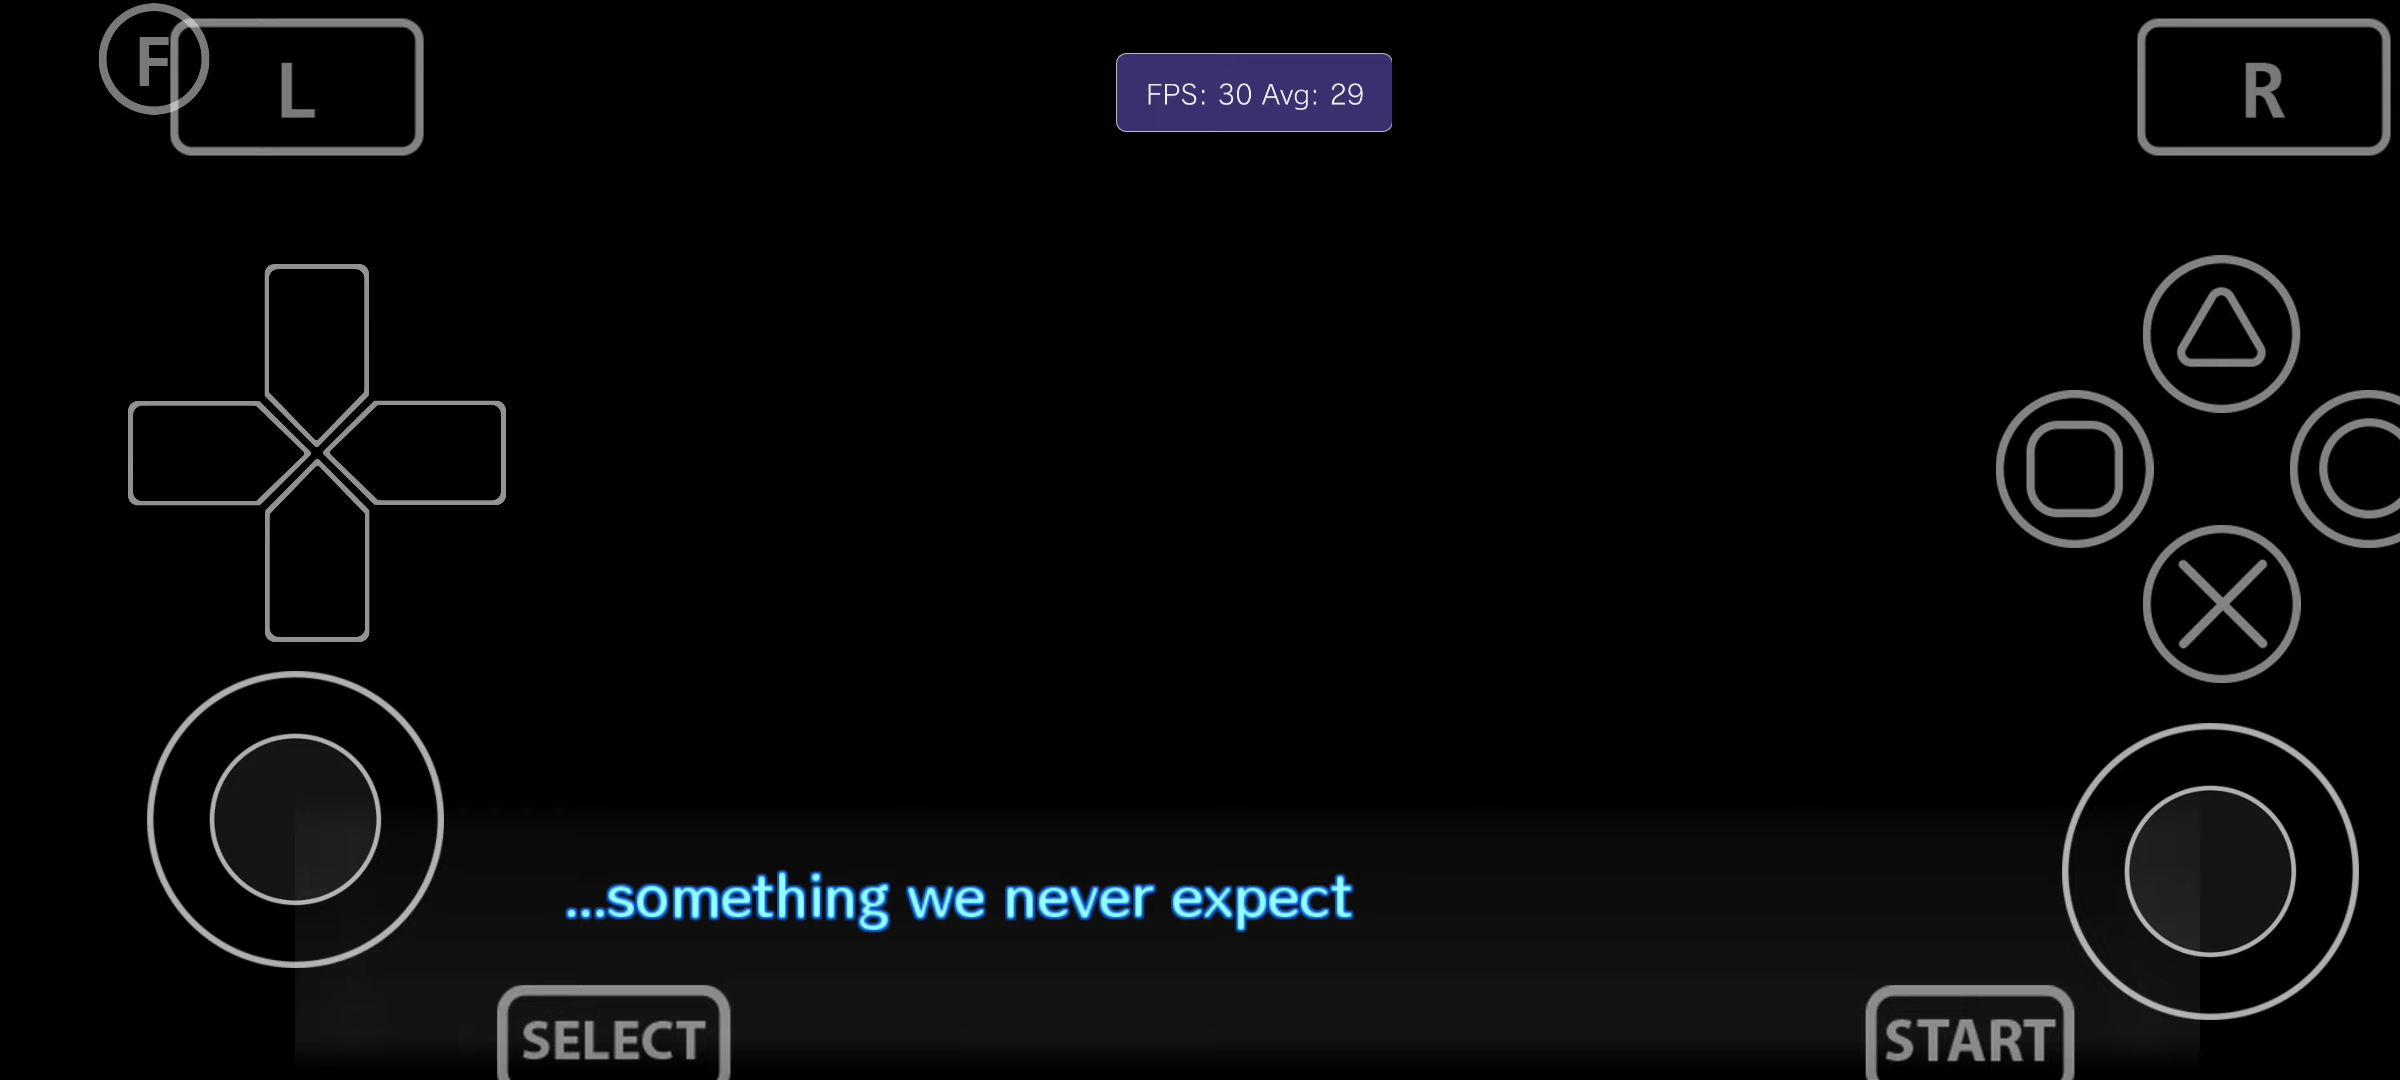 F
L
FPS: 30 Avg: 29
R
...something we never expect
SELECT
START